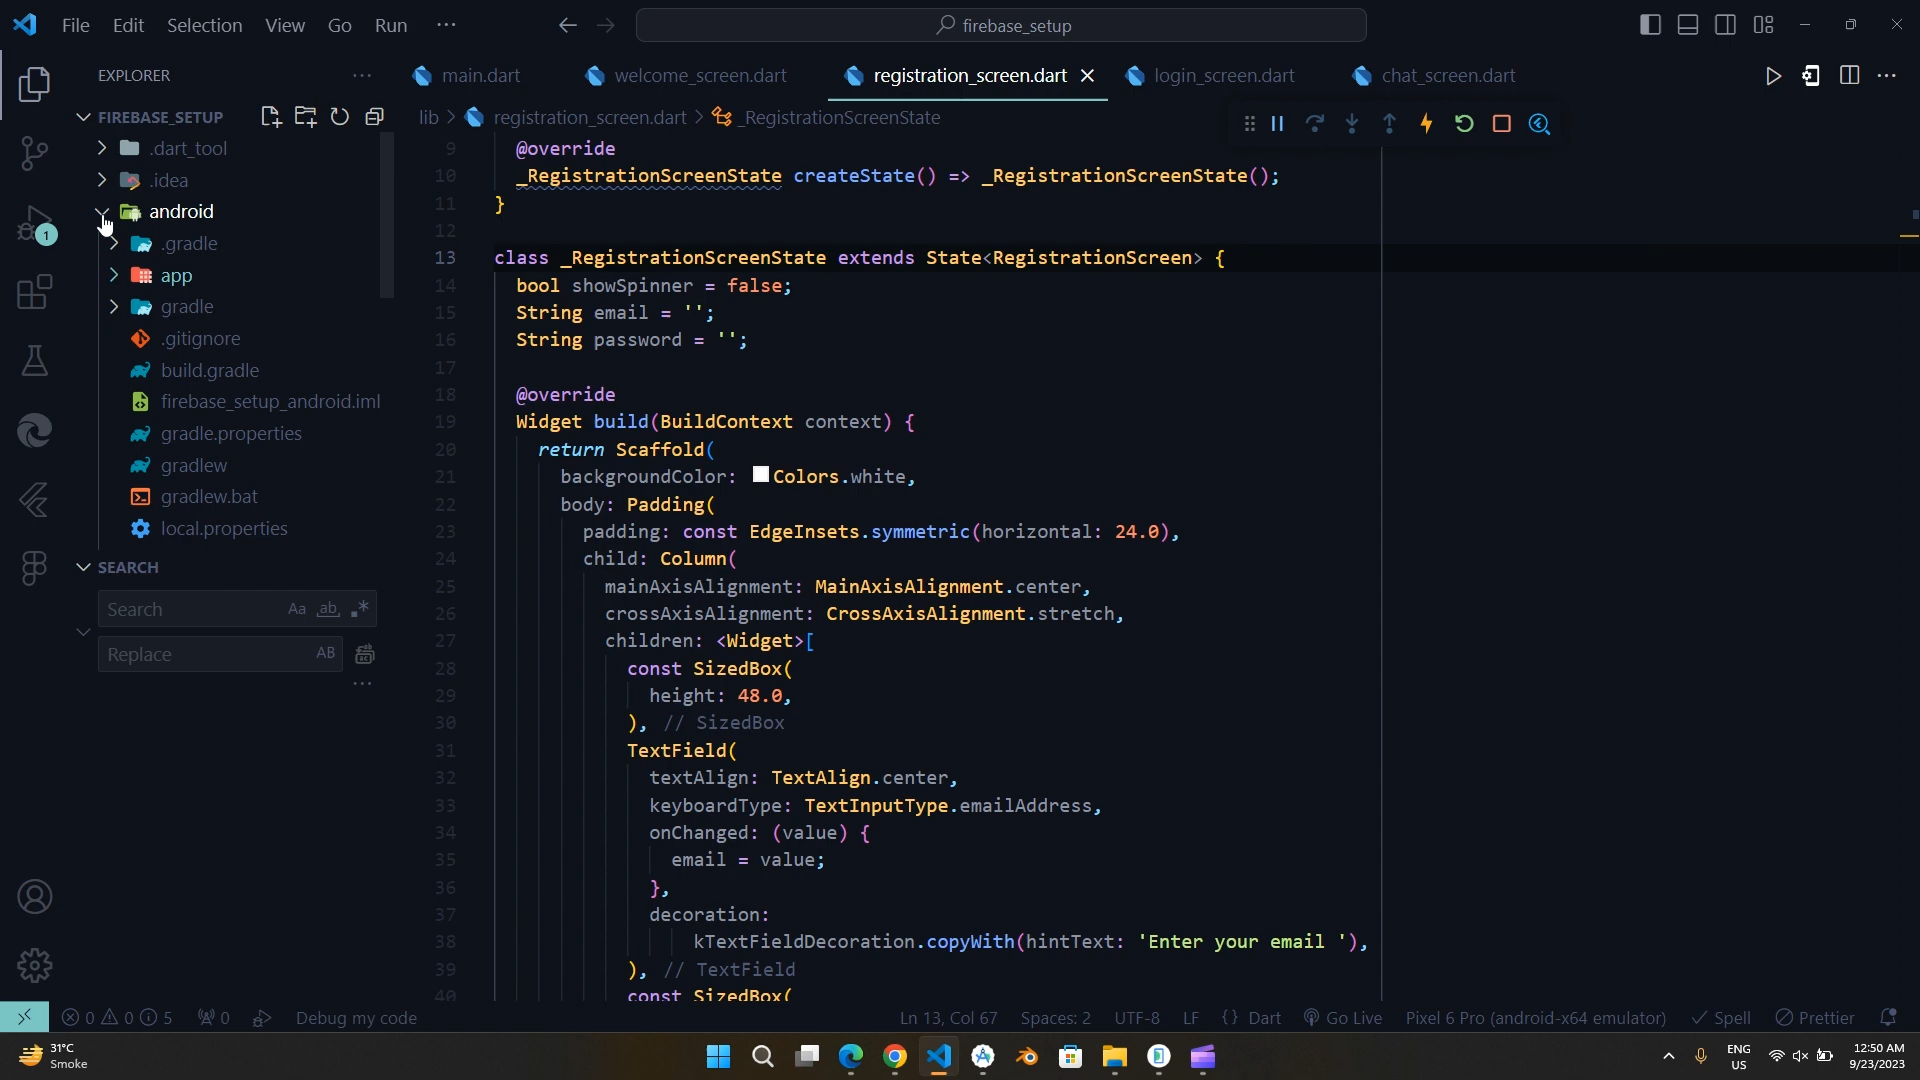 File Edit Selection View Go Run ···
firebase_setup
EXPLORER
main.dart welcome_screen.dart registration_screen.dart login_screen.dart chat_screen.dart
FIREBASE_SETUP
lib > registration_screen.dart > _RegistrationScreenState
.dart_tool
.idea
android
.gradle
app
gradle
.gitignore
build.gradle
firebase_setup_android.iml
gradle.properties
gradlew
gradlew.bat
local.properties
SEARCH
Search Aa ab .*
Replace AB
1
9 @override
10 _RegistrationScreenState createState() => _RegistrationScreenState();
11 }
12
13 class _RegistrationScreenState extends State<RegistrationScreen> {
14 bool showSpinner = false;
15 String email = '';
16 String password = '';
17
18 @override
19 Widget build(BuildContext context) {
20 return Scaffold(
21 backgroundColor: Colors.white,
22 body: Padding(
23 padding: const EdgeInsets.symmetric(horizontal: 24.0),
24 child: Column(
25 mainAxisAlignment: MainAxisAlignment.center,
26 crossAxisAlignment: CrossAxisAlignment.stretch,
27 children: <Widget>[
28 const SizedBox(
29 height: 48.0,
30 ), // SizedBox
31 TextField(
32 textAlign: TextAlign.center,
33 keyboardType: TextInputType.emailAddress,
34 onChanged: (value) {
35 email = value;
36 },
37 decoration:
38 kTextFieldDecoration.copyWith(hintText: 'Enter your email '),
39 ), // TextField
40 const SizedBox(
0 0 5 0 Debug my code Ln 13, Col 67 Spaces: 2 UTF-8 LF {} Dart Go Live Pixel 6 Pro (android-x64 emulator) Spell Prettier
31°C
Smoke
ENG
US
12:50 AM
9/23/2023